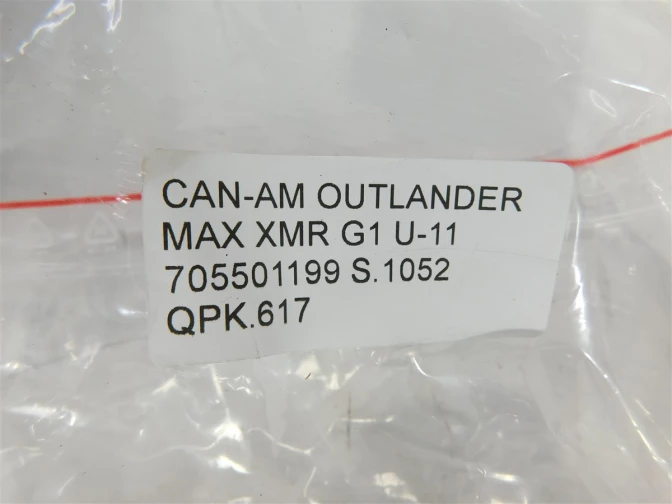 CAN-AM OUTLANDER
MAX XMR G1 U-11
705501199 S.1052
QPK.617